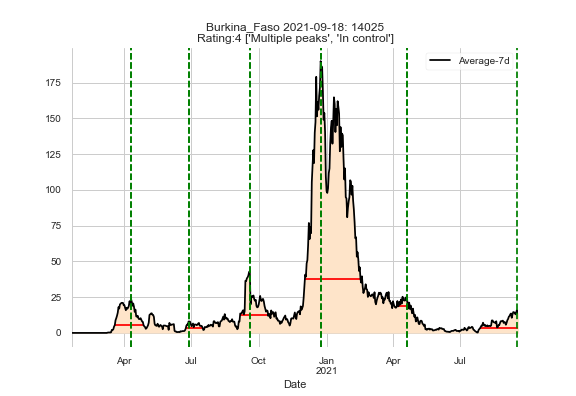 Burkina_Faso 2021-09-18: 14025
Rating:4 ['Multiple peaks', 'In control']
Average-7d
175
150
125
100
75
50
25
0
Apr
Jul
Oct
Jan
2021
Apr
Jul
Date